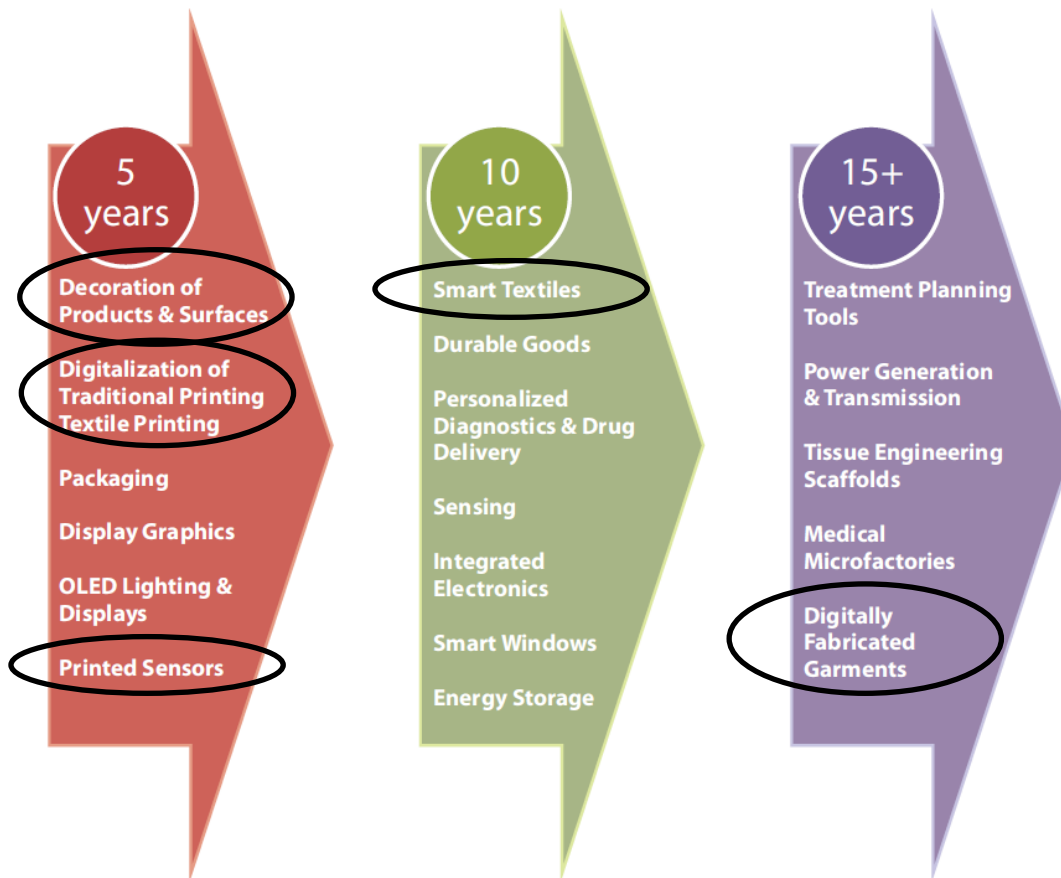 5
years
Decoration of
Products & Surfaces
Digitalization of
Traditional Printing
Textile Printing
Packaging
Display Graphics
OLED Lighting &
Displays
Printed Sensors
10
years
Smart Textiles
Durable Goods
Personalized
Diagnostics & Drug
Delivery
Sensing
Integrated
Electronics
Smart Windows
Energy Storage
15+
years
Treatment Planning
Tools
Power Generation
& Transmission
Tissue Engineering
Scaffolds
Medical
Microfactories
Digitally
Fabricated
Garments